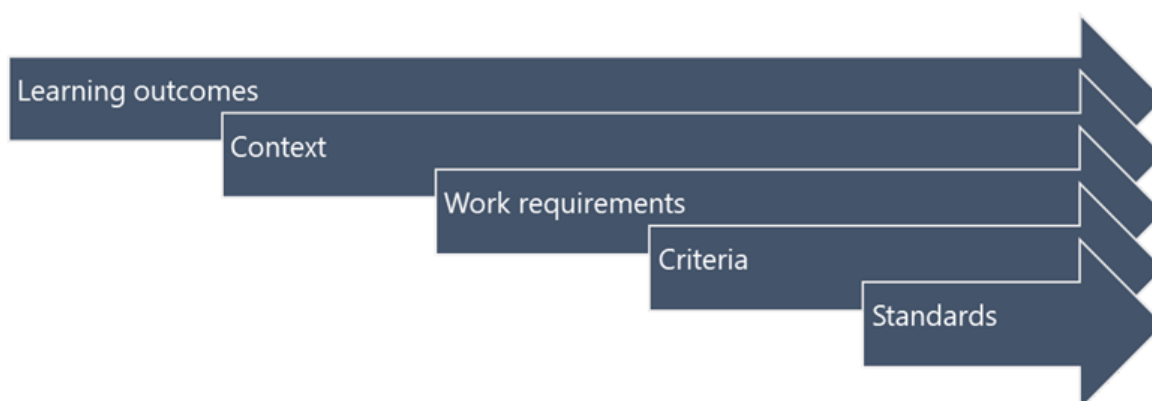 Learning outcomes
Context
Work requirements
Criteria
Standards